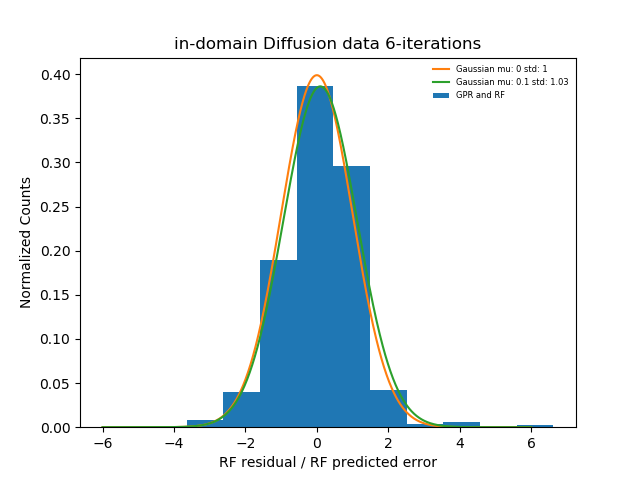 in-domain Diffusion data 6-iterations
Gaussian mu: 0 std: 1
Gaussian mu: 0.1 std: 1.03
GPR and RF
Normalized Counts
0.40
0.35
0.30
0.25
0.20
0.15
0.10
0.05
0.00
−6 −4 −2 0 2 4 6
RF residual / RF predicted error